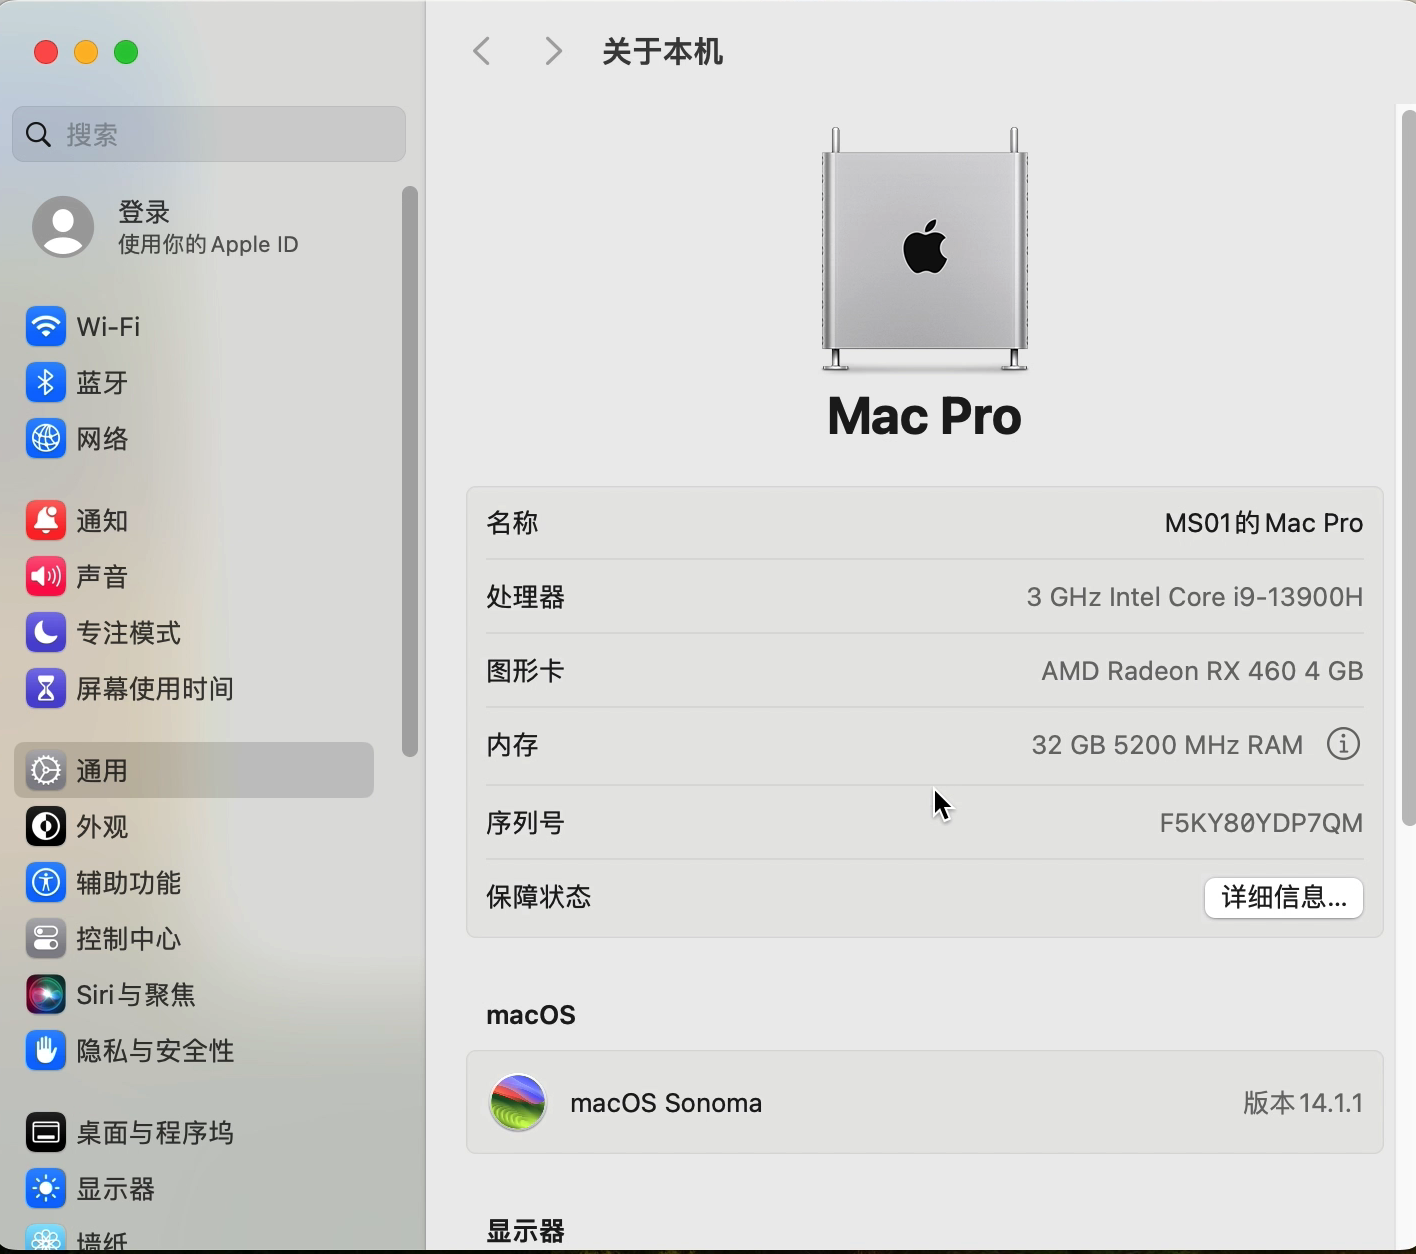 关于本机
搜索
登录
使用你的 Apple ID
Wi-Fi
蓝牙
网络
通知
声音
专注模式
屏幕使用时间
通用
外观
辅助功能
控制中心
Siri与聚焦
隐私与安全性
桌面与程序坞
显示器
墙纸
Mac Pro
名称 MS01的Mac Pro
处理器 3 GHz Intel Core i9-13900H
图形卡 AMD Radeon RX 460 4 GB
内存 32 GB 5200 MHz RAM
序列号 F5KY80YDP7QM
保障状态 详细信息...
macOS
macOS Sonoma 版本 14.1.1
显示器